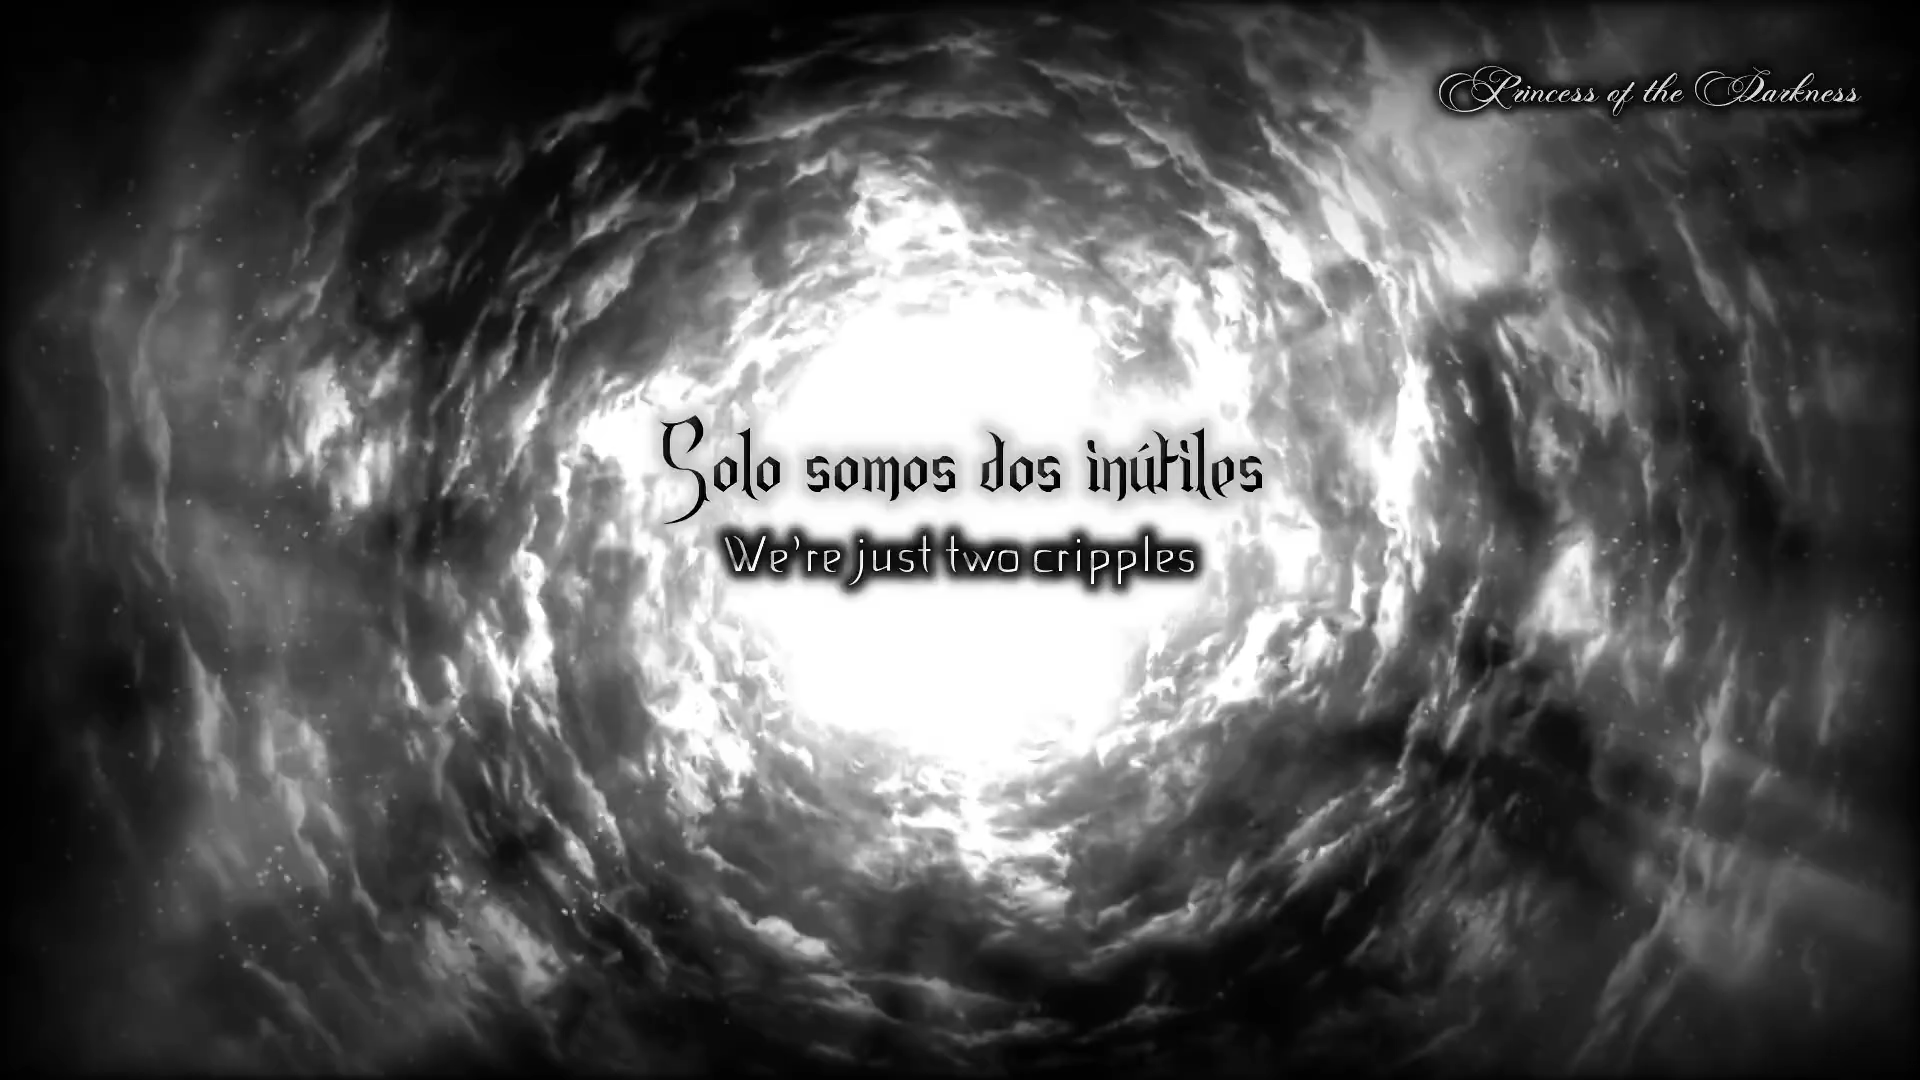 Princess of the Darkness
Solo somos dos inútiles
We're just two cripples